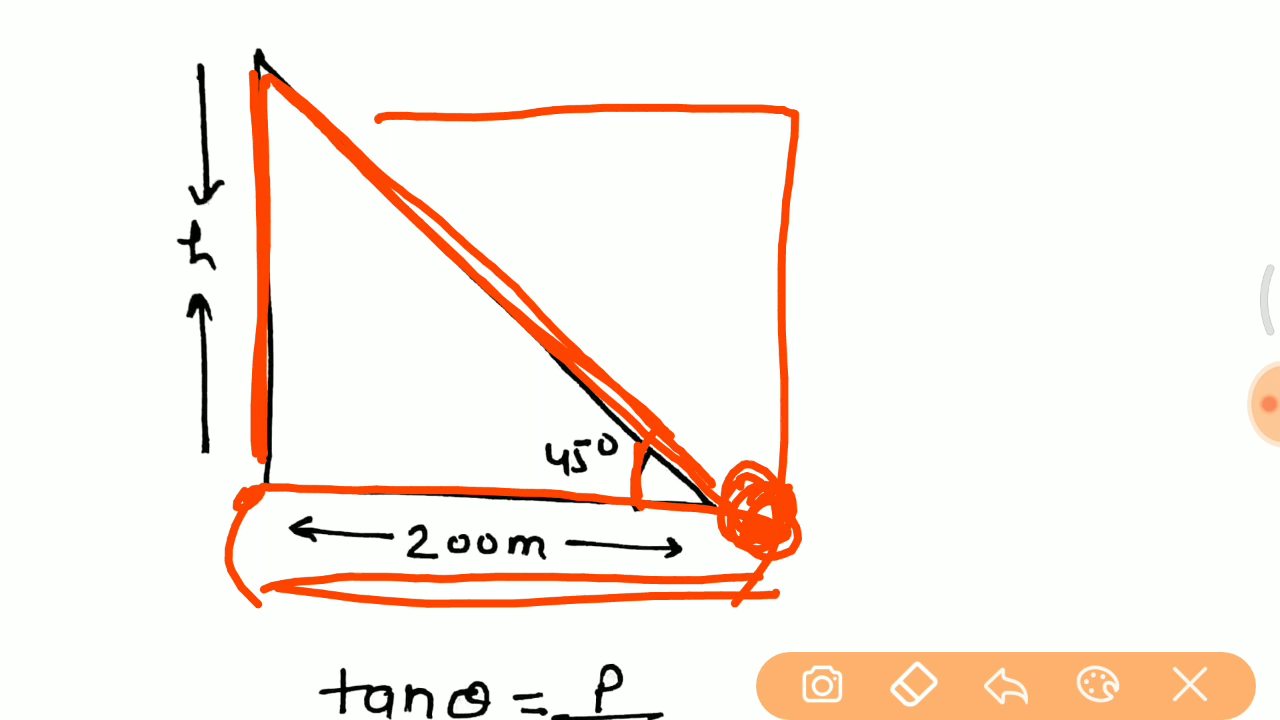 h
45°
200m
tanθ = P